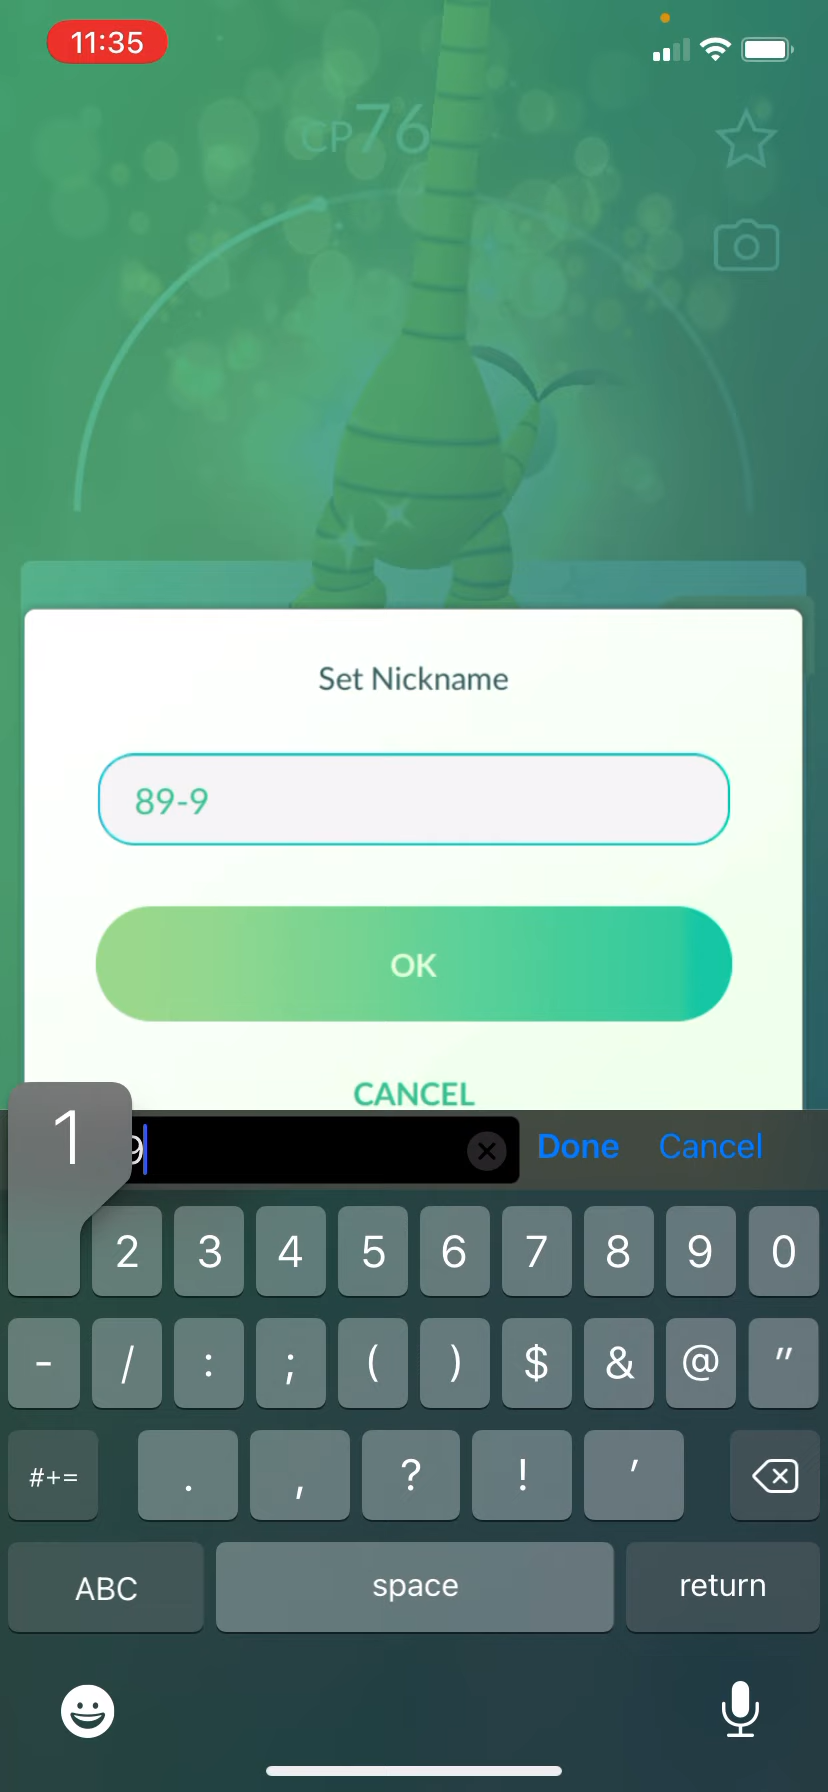 11:35
CP76
Set Nickname
89-9
OK
CANCEL
1
9
Done Cancel
2 3 4 5 6 7 8 9 0
- / : ; ( ) $ & @ "
#+= . , ? ! '
ABC space return